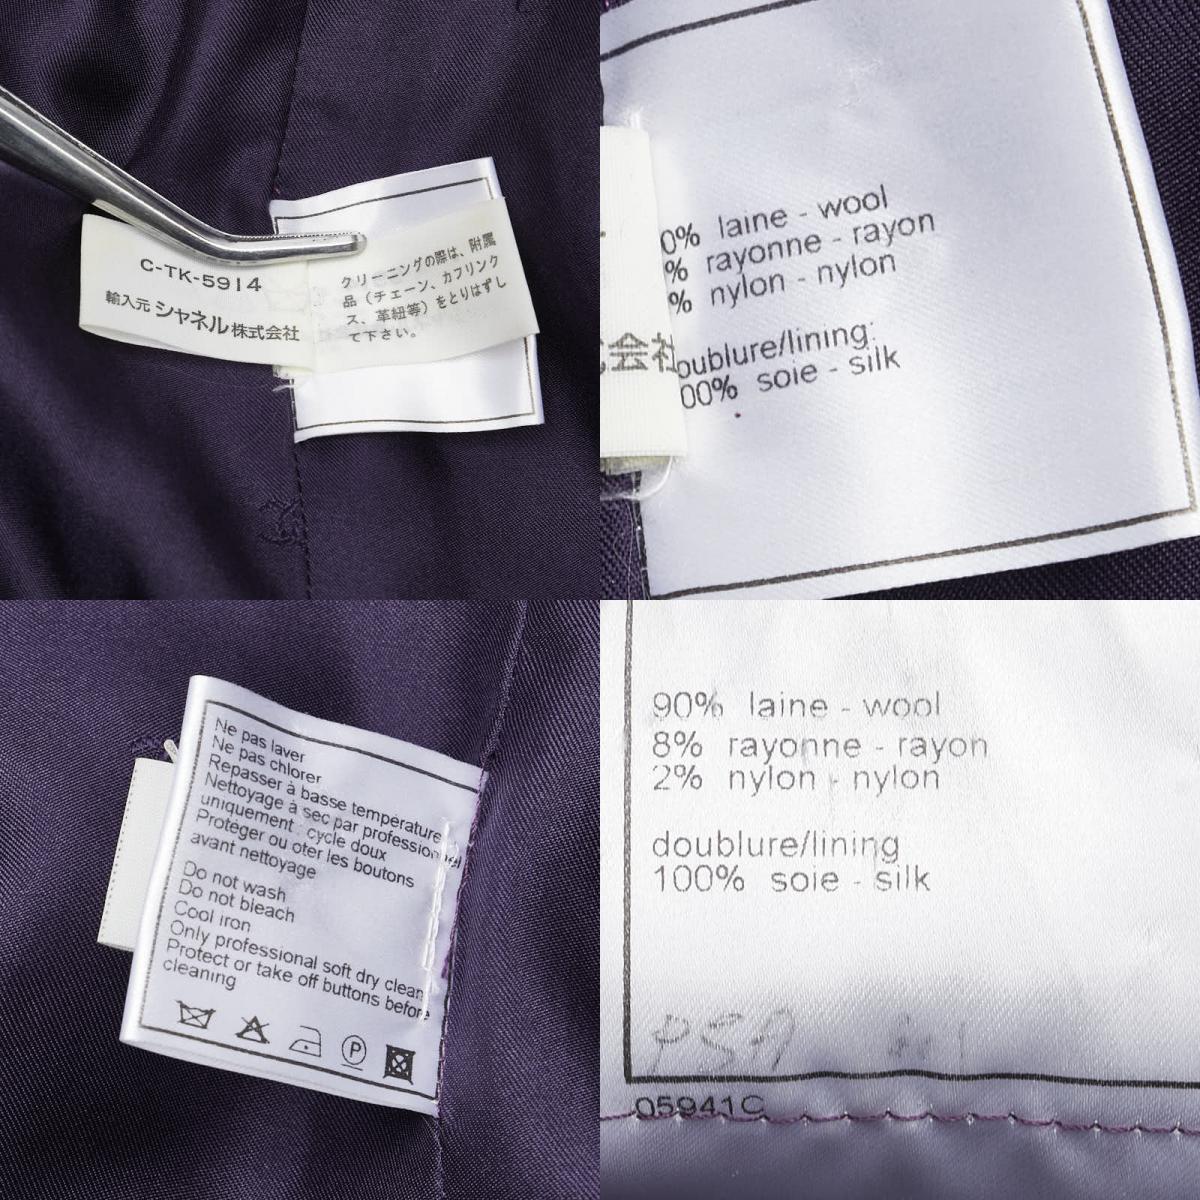 C-TK-5914
輸入元 シャネル株式会社
クリーニングの際は、附属
品（チェーン、カフリンク
ス、革紐等）をとりはずし
て下さい。
0% laine - wool
% rayonne - rayon
% nylon - nylon
式会社
oublure/lining:
00% soie - silk
Ne pas laver
Ne pas chlorer
Repasser à basse température
Nettoyage à sec par professionnel
uniquement : cycle doux
Protéger ou oter les boutons
avant nettoyage
Do not wash
Do not bleach
Cool iron
Only professional soft dry clean
Protect or take off buttons before
cleaning
P
90% laine - wool
8% rayonne - rayon
2% nylon - nylon
doublure/lining
100% soie - silk
05941C